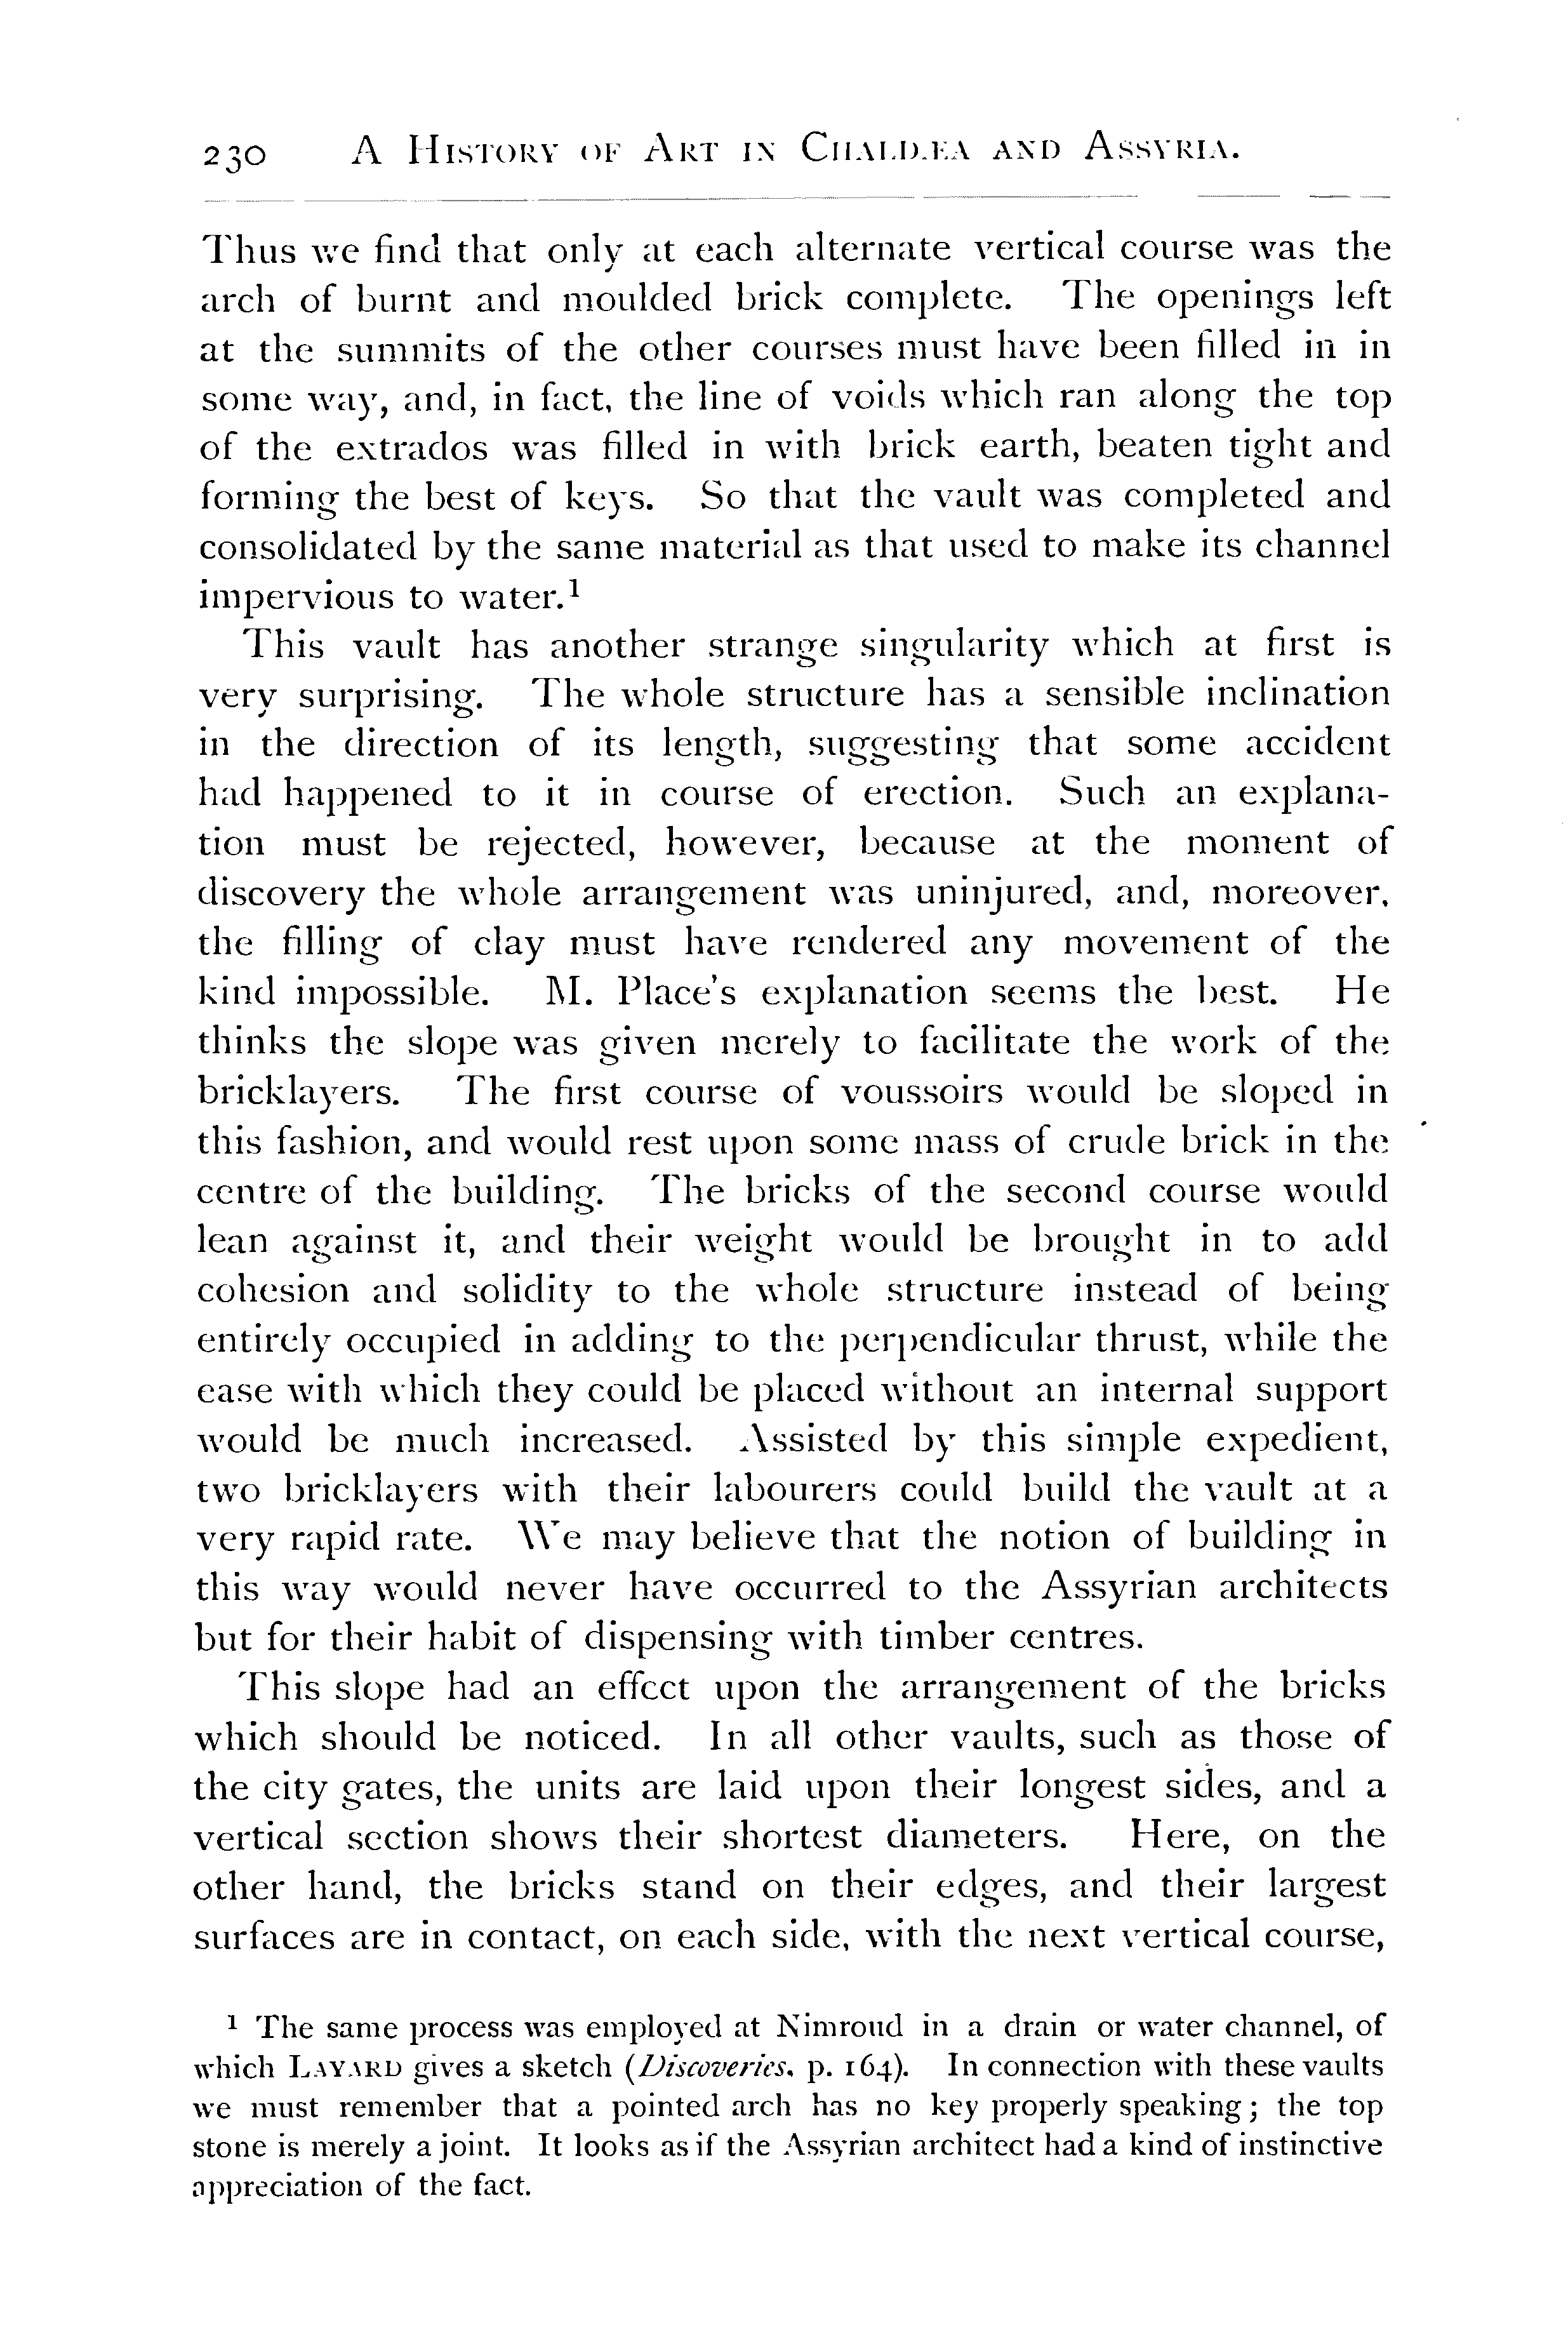 230 A History of Art in Chaldæa and Assyria.
Thus we find that only at each alternate vertical course was the
arch of burnt and moulded brick complete. The openings left
at the summits of the other courses must have been filled in in
some way, and, in fact, the line of voids which ran along the top
of the extrados was filled in with brick earth, beaten tight and
forming the best of keys. So that the vault was completed and
consolidated by the same material as that used to make its channel
impervious to water.¹
This vault has another strange singularity which at first is
very surprising. The whole structure has a sensible inclination
in the direction of its length, suggesting that some accident
had happened to it in course of erection. Such an explana-
tion must be rejected, however, because at the moment of
discovery the whole arrangement was uninjured, and, moreover,
the filling of clay must have rendered any movement of the
kind impossible. M. Place's explanation seems the best. He
thinks the slope was given merely to facilitate the work of the
bricklayers. The first course of voussoirs would be sloped in
this fashion, and would rest upon some mass of crude brick in the
centre of the building. The bricks of the second course would
lean against it, and their weight would be brought in to add
cohesion and solidity to the whole structure instead of being
entirely occupied in adding to the perpendicular thrust, while the
ease with which they could be placed without an internal support
would be much increased. Assisted by this simple expedient,
two bricklayers with their labourers could build the vault at a
very rapid rate. We may believe that the notion of building in
this way would never have occurred to the Assyrian architects
but for their habit of dispensing with timber centres.
This slope had an effect upon the arrangement of the bricks
which should be noticed. In all other vaults, such as those of
the city gates, the units are laid upon their longest sides, and a
vertical section shows their shortest diameters. Here, on the
other hand, the bricks stand on their edges, and their largest
surfaces are in contact, on each side, with the next vertical course,
¹ The same process was employed at Nimroud in a drain or water channel, of
which Layard gives a sketch (Discoveries, p. 164). In connection with these vaults
we must remember that a pointed arch has no key properly speaking; the top
stone is merely a joint. It looks as if the Assyrian architect had a kind of instinctive
appreciation of the fact.